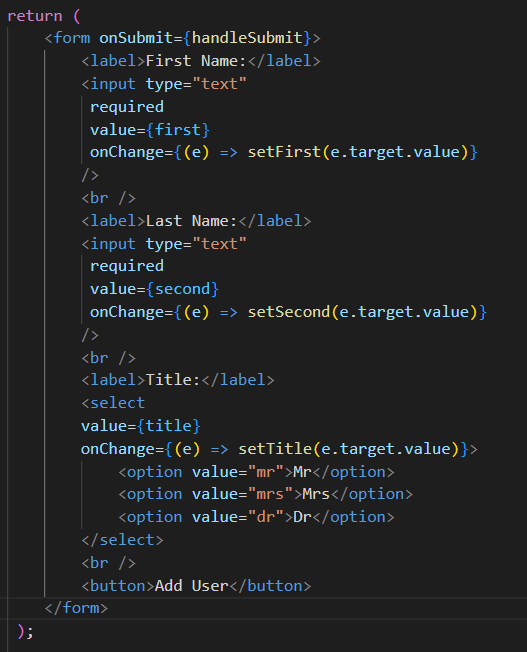 return (
<form onSubmit={handleSubmit}>
<label>First Name:</label>
<input type="text"
required
value={first}
onChange={(e) => setFirst(e.target.value)}
/>
<br />
<label>Last Name:</label>
<input type="text"
required
value={second}
onChange={(e) => setSecond(e.target.value)}
/>
<br />
<label>Title:</label>
<select
value={title}
onChange={(e) => setTitle(e.target.value)}>
<option value="mr">Mr</option>
<option value="mrs">Mrs</option>
<option value="dr">Dr</option>
</select>
<br />
<button>Add User</button>
</form>
);